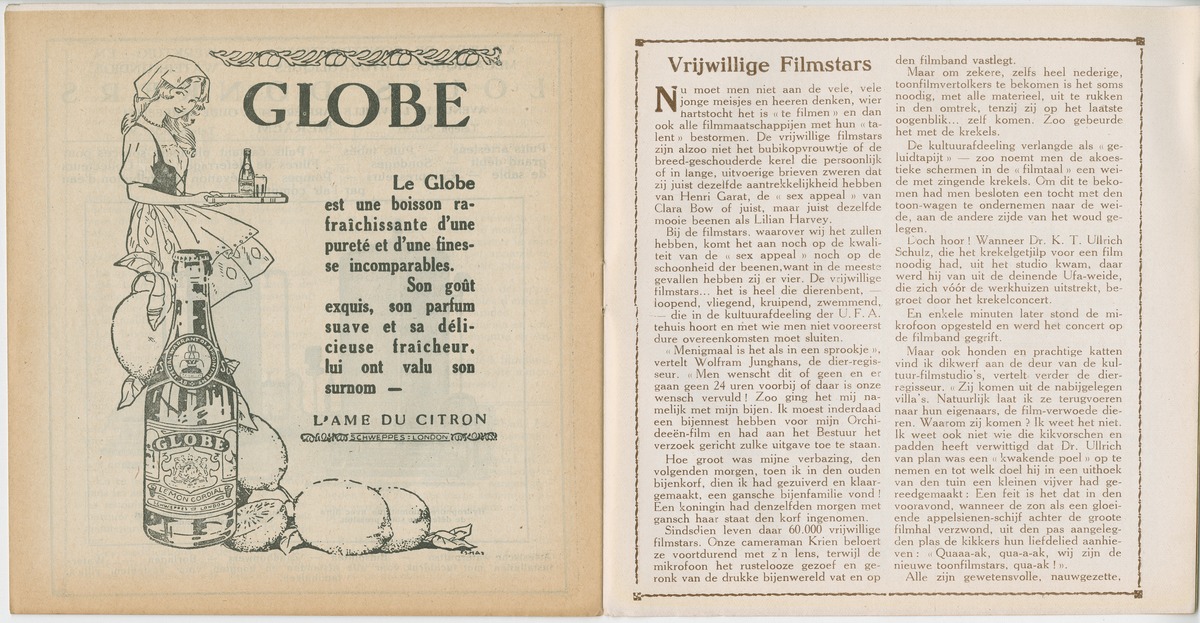 GLOBE
Le Globe
est une boisson ra-
fraîchissante d'une
pureté et d'une fines-
se incomparables.
Son goût
exquis, son parfum
suave et sa déli-
cieuse fraîcheur,
lui ont valu son
surnom —
L'AME DU CITRON
SCHWEPPES : LONDON
GLOBE
LEMON CORDIAL
SCHWEPPES LONDON
Vrijwillige Filmstars
Nu moet men niet aan de vele, vele
jonge meisjes en heeren denken, wier
hartstocht het is « te filmen » en dan
ook alle filmmaatschappijen met hun « ta-
lent » bestormen. De vrijwillige filmstars
zijn alzoo niet het bubikopvrouwtje of de
breed-geschouderde kerel die persoonlijk
of in lange, uitvoerige brieven zweren dat
zij juist dezelfde aantrekkelijkheid hebben
van Henri Garat, de « sex appeal » van
Clara Bow of juist, maar juist dezelfde
mooie beenen als Lilian Harvey.
Bij de filmstars. waarover wij het zullen
hebben, komt het aan noch op de kwali-
teit van de « sex appeal » noch op de
schoonheid der beenen,want in de meeste
gevallen hebben zij er vier. De vrijwillige
filmstars... het is heel die dierenbent, —
loopend, vliegend, kruipend, zwemmend,
— die in de kultuurafdeeling der U. F. A.
tehuis hoort en met wie men niet vooreerst
dure overeenkomsten moet sluiten.
« Menigmaal is het als in een sprookje »,
vertelt Wolfram Junghans, de dier-regis-
seur. « Men wenscht dit of geen en er
gaan geen 24 uren voorbij of daar is onze
wensch vervuld ! Zoo ging het mij na-
melijk met mijn bijen. Ik moest inderdaad
een bijennest hebben voor mijn Orchi-
deeën-film en had aan het Bestuur het
verzoek gericht zulke uitgave toe te staan.
Hoe groot was mijne verbazing, den
volgenden morgen, toen ik in den ouden
bijenkorf, dien ik had gezuiverd en klaar-
gemaakt, een gansche bijenfamilie vond !
Een koningin had denzelfden morgen met
gansch haar staat den korf ingenomen.
Sindsdien leven daar 60.000 vrijwillige
filmstars. Onze cameraman Krien beloert
ze voortdurend met z'n lens, terwijl de
mikrofoon het rustelooze gezoef en ge-
ronk van de drukke bijenwereld vat en op
den filmband vastlegt.
Maar om zekere, zelfs heel nederige,
toonfilmvertolkers te bekomen is het soms
noodig, met alle materieel, uit te rukken
in den omtrek, tenzij zij op het laatste
oogenblik... zelf komen. Zoo gebeurde
het met de krekels.
De kultuurafdeeling verlangde als « ge-
luidtapijt » — zoo noemt men de akoes-
tieke schermen in de « filmtaal » een wei-
de met zingende krekels. Om dit te beko-
men had men besloten een tocht met den
toon-wagen te ondernemen naar de wei-
de, aan de andere zijde van het woud ge-
legen.
Doch hoor ! Wanneer Dr. K. T. Ullrich
Schulz, die het krekelgetjilp voor een film
noodig had, uit het studio kwam, daar
werd hij van uit de deinende Ufa-weide,
die zich vóór de werkhuizen uitstrekt, be-
groet door het krekelconcert.
En enkele minuten later stond de mi-
krofoon opgesteld en werd het concert op
de filmband gegrift.
Maar ook honden en prachtige katten
vind ik dikwerf aan de deur van de kul-
tuur-filmstudio's, vertelt verder de dier-
regisseur. « Zij komen uit de nabijgelegen
villa's. Natuurlijk laat ik ze terugvoeren
naar hun eigenaars, de film-verwoede die-
ren. Waarom zij komen ? Ik weet het niet.
Ik weet ook niet wie die kikvorschen en
padden heeft verwittigd dat Dr. Ullrich
van plan was een « kwakende poel » op te
nemen en tot welk doel hij in een uithoek
van den tuin een kleinen vijver had ge-
reedgemaakt : Een feit is het dat in den
vooravond, wanneer de zon als een gloei-
ende appelsienen-schijf achter de groote
filmhal verzwond, uit den pas aangeleg-
den plas de kikkers hun liefdelied aanhie-
ven : « Quaaa-ak, qua-a-ak, wij zijn de
nieuwe toonfilmstars, qua-ak ! ».
Alle zijn gewetensvolle, nauwgezette,